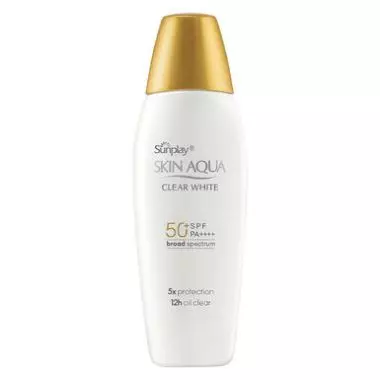 Sunplay®
SKIN AQUA
CLEAR WHITE
50+ SPF
PA++++
broad spectrum
5x protection
12h oil clear